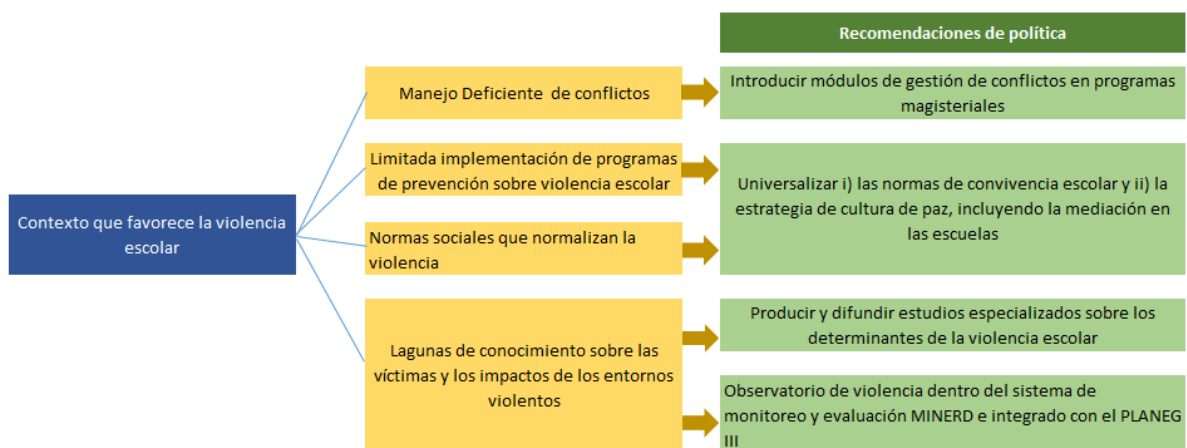 Recomendaciones de política
Manejo Deficiente de conflictos
Introducir módulos de gestión de conflictos en programas
magisteriales
Limitada implementación de programas
de prevención sobre violencia escolar
Universalizar i) las normas de convivencia escolar y ii) la
estrategia de cultura de paz, incluyendo la mediación en
las escuelas
Contexto que favorece la violencia
escolar
Normas sociales que normalizan la
violencia
Lagunas de conocimiento sobre las
víctimas y los impactos de los entornos
violentos
Producir y difundir estudios especializados sobre los
determinantes de la violencia escolar
Observatorio de violencia dentro del sistema de
monitoreo y evaluación MINERD e integrado con el PLANEG
III